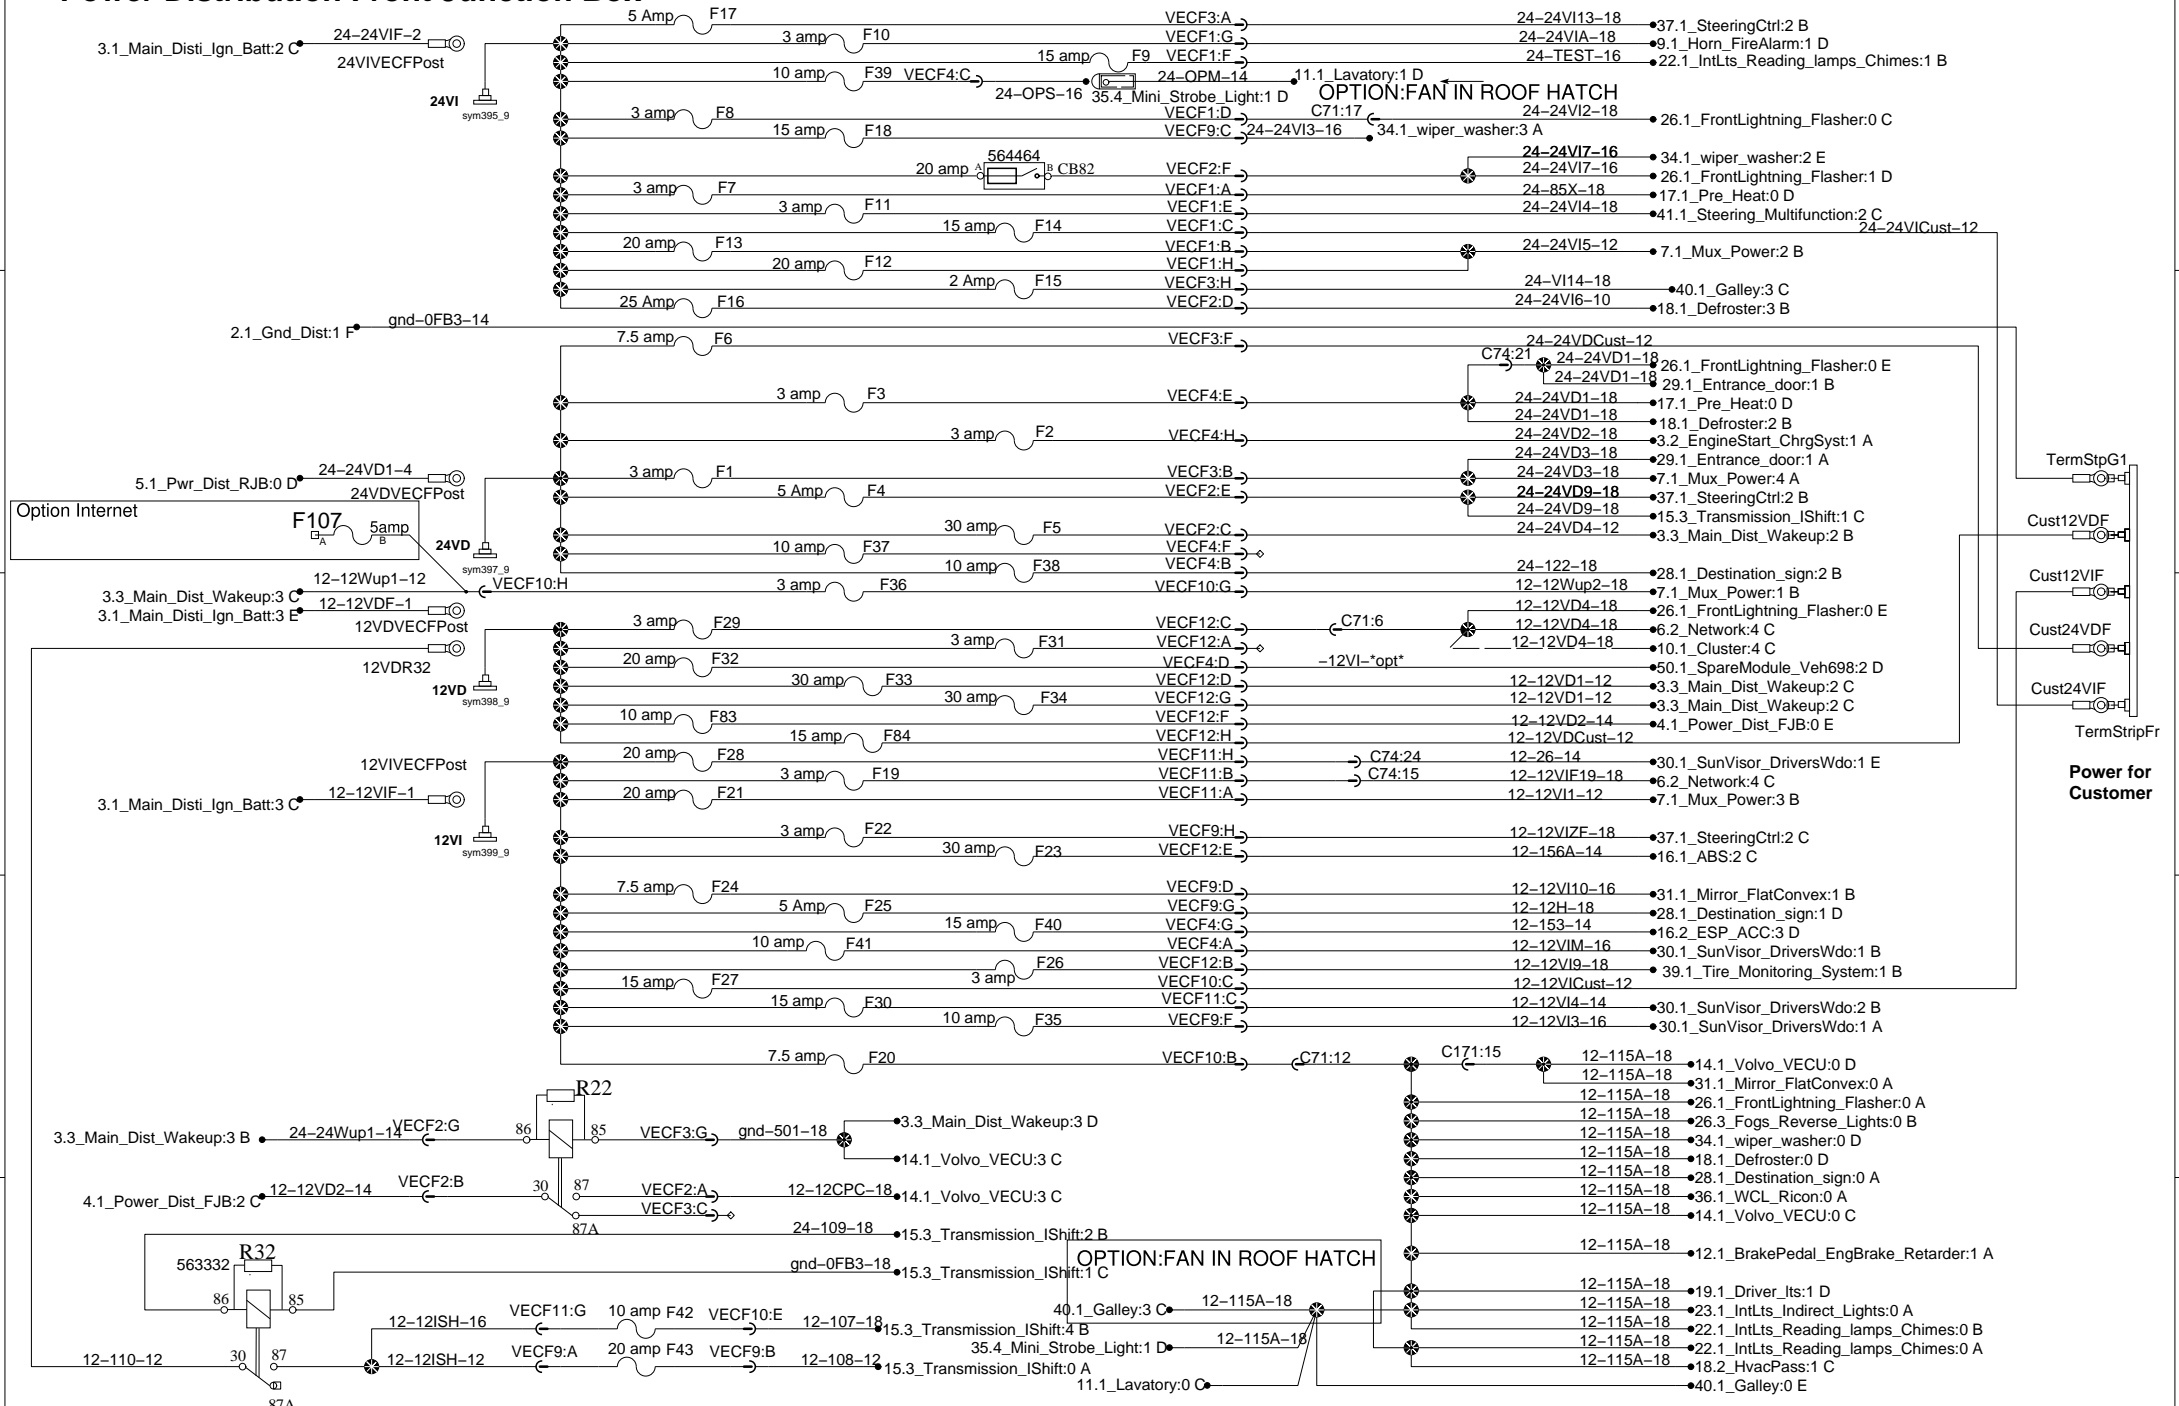 5 Amp F17 VECF3:A 24-24VI13-18 37.1_SteeringCtrl:2 B
3.1_Main_Disti_Ign_Batt:2 C 24-24VIF-2 24VIVECFPost 3 amp F10 VECF1:G 24-24VIA-18 9.1_Horn_FireAlarm:1 D
15 amp F9 VECF1:F 24-TEST-16 22.1_IntLts_Reading_lamps_Chimes:1 B
10 amp F39 VECF4:C 24-OPS-16 24-OPM-14 11.1_Lavatory:1 D
35.4_Mini_Strobe_Light:1 D OPTION:FAN IN ROOF HATCH
24VI sym395_9
3 amp F8 VECF1:D C71:17 24-24VI2-18 26.1_FrontLightning_Flasher:0 C
15 amp F18 VECF9:C 24-24VI3-16 34.1_wiper_washer:3 A
24-24VI7-16 34.1_wiper_washer:2 E
20 amp A 564464 B CB82 VECF2:F 24-24VI7-16 26.1_FrontLightning_Flasher:1 D
3 amp F7 VECF1:A 24-85X-18 17.1_Pre_Heat:0 D
3 amp F11 VECF1:E 24-24VI4-18 41.1_Steering_Multifunction:2 C
15 amp F14 VECF1:C 24-24VICust-12
20 amp F13 VECF1:B 24-24VI5-12 7.1_Mux_Power:2 B
20 amp F12 VECF1:H
2 Amp F15 VECF3:H 24-VI14-18 40.1_Galley:3 C
25 Amp F16 VECF2:D 24-24VI6-10 18.1_Defroster:3 B
2.1_Gnd_Dist:1 F gnd-0FB3-14
7.5 amp F6 VECF3:F 24-24VDCust-12
C74:21 24-24VD1-18 26.1_FrontLightning_Flasher:0 E
24-24VD1-18 29.1_Entrance_door:1 B
3 amp F3 VECF4:E 24-24VD1-18 17.1_Pre_Heat:0 D
24-24VD1-18 18.1_Defroster:2 B
3 amp F2 VECF4:H 24-24VD2-18 3.2_EngineStart_ChrgSyst:1 A
24-24VD3-18 29.1_Entrance_door:1 A
TermStpG1
5.1_Pwr_Dist_RJB:0 D 24-24VD1-4 24VDVECFPost 3 amp F1 VECF3:B 24-24VD3-18 7.1_Mux_Power:4 A
5 Amp F4 VECF2:E 24-24VD9-18 37.1_SteeringCtrl:2 B
24-24VD9-18 15.3_Transmission_IShift:1 C
Option Internet
F107 A 5amp B
30 amp F5 VECF2:C 24-24VD4-12 3.3_Main_Dist_Wakeup:2 B
Cust12VDF
24VD sym397_9
10 amp F37 VECF4:F
10 amp F38 VECF4:B 24-122-18 28.1_Destination_sign:2 B
3.3_Main_Dist_Wakeup:3 C 12-12Wup1-12 VECF10:H 3 amp F36 VECF10:G 12-12Wup2-18 7.1_Mux_Power:1 B
Cust12VIF
3.1_Main_Disti_Ign_Batt:3 E 12-12VDF-1 12VDVECFPost 12-12VD4-18 26.1_FrontLightning_Flasher:0 E
3 amp F29 VECF12:C C71:6 12-12VD4-18 6.2_Network:4 C
Cust24VDF
12VDR32 3 amp F31 VECF12:A 12-12VD4-18 10.1_Cluster:4 C
20 amp F32 VECF4:D -12VI-*opt* 50.1_SpareModule_Veh698:2 D
12VD sym398_9
30 amp F33 VECF12:D 12-12VD1-12 3.3_Main_Dist_Wakeup:2 C
Cust24VIF
30 amp F34 VECF12:G 12-12VD1-12 3.3_Main_Dist_Wakeup:2 C
10 amp F83 VECF12:F 12-12VD2-14 4.1_Power_Dist_FJB:0 E
TermStripFr
15 amp F84 VECF12:H 12-12VDCust-12
12VIVECFPost 20 amp F28 VECF11:H C74:24 12-26-14 30.1_SunVisor_DriversWdo:1 E
3 amp F19 VECF11:B C74:15 12-12VIF19-18 6.2_Network:4 C
Power for
Customer
3.1_Main_Disti_Ign_Batt:3 C 12-12VIF-1 20 amp F21 VECF11:A 12-12VI1-12 7.1_Mux_Power:3 B
12VI sym399_9
3 amp F22 VECF9:H 12-12VIZF-18 37.1_SteeringCtrl:2 C
30 amp F23 VECF12:E 12-156A-14 16.1_ABS:2 C
7.5 amp F24 VECF9:D 12-12VI10-16 31.1_Mirror_FlatConvex:1 B
5 Amp F25 VECF9:G 12-12H-18 28.1_Destination_sign:1 D
15 amp F40 VECF4:G 12-153-14 16.2_ESP_ACC:3 D
10 amp F41 VECF4:A 12-12VIM-16 30.1_SunVisor_DriversWdo:1 B
3 amp F26 VECF12:B 12-12VI9-18 39.1_Tire_Monitoring_System:1 B
15 amp F27 VECF10:C 12-12VICust-12
15 amp F30 VECF11:C 12-12VI4-14 30.1_SunVisor_DriversWdo:2 B
10 amp F35 VECF9:F 12-12VI3-16 30.1_SunVisor_DriversWdo:1 A
7.5 amp F20 VECF10:B C71:12 C171:15 12-115A-18 14.1_Volvo_VECU:0 D
12-115A-18 31.1_Mirror_FlatConvex:0 A
R22
12-115A-18 26.1_FrontLightning_Flasher:0 A
3.3_Main_Dist_Wakeup:3 D 12-115A-18 26.3_Fogs_Reverse_Lights:0 B
3.3_Main_Dist_Wakeup:3 B 24-24Wup1-14 VECF2:G 86 85 VECF3:G gnd-501-18 12-115A-18 34.1_wiper_washer:0 D
14.1_Volvo_VECU:3 C 12-115A-18 18.1_Defroster:0 D
12-115A-18 28.1_Destination_sign:0 A
4.1_Power_Dist_FJB:2 C 12-12VD2-14 VECF2:B 30 87 VECF2:A 12-12CPC-18 14.1_Volvo_VECU:3 C 12-115A-18 36.1_WCL_Ricon:0 A
87A VECF3:C 12-115A-18 14.1_Volvo_VECU:0 C
24-109-18 15.3_Transmission_IShift:2 B
R32
563332
OPTION:FAN IN ROOF HATCH
12-115A-18 12.1_BrakePedal_EngBrake_Retarder:1 A
gnd-0FB3-18 15.3_Transmission_IShift:1 C
12-115A-18 19.1_Driver_lts:1 D
86 85
40.1_Galley:3 C 12-115A-18 12-115A-18 23.1_IntLts_Indirect_Lights:0 A
12-12ISH-16 VECF11:G 10 amp F42 VECF10:E 12-107-18 15.3_Transmission_IShift:4 B 12-115A-18 22.1_IntLts_Reading_lamps_Chimes:0 B
35.4_Mini_Strobe_Light:1 D 12-115A-18 12-115A-18 22.1_IntLts_Reading_lamps_Chimes:0 A
12-110-12 30 87 12-12ISH-12 VECF9:A 20 amp F43 VECF9:B 12-108-12 15.3_Transmission_IShift:0 A 12-115A-18 18.2_HvacPass:1 C
11.1_Lavatory:0 C 40.1_Galley:0 E
87A